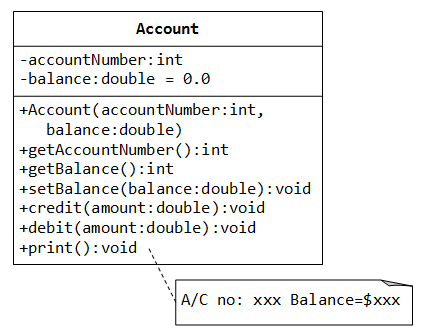 Account
-accountNumber:int
-balance:double = 0.0
+Account(accountNumber:int,
balance:double)
+getAccountNumber():int
+getBalance():int
+setBalance(balance:double):void
+credit(amount:double):void
+debit(amount:double):void
+print():void
A/C no: xxx Balance=$xxx